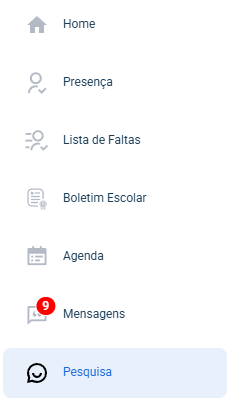 Home
Presença
Lista de Faltas
Boletim Escolar
Agenda
9
Mensagens
Pesquisa